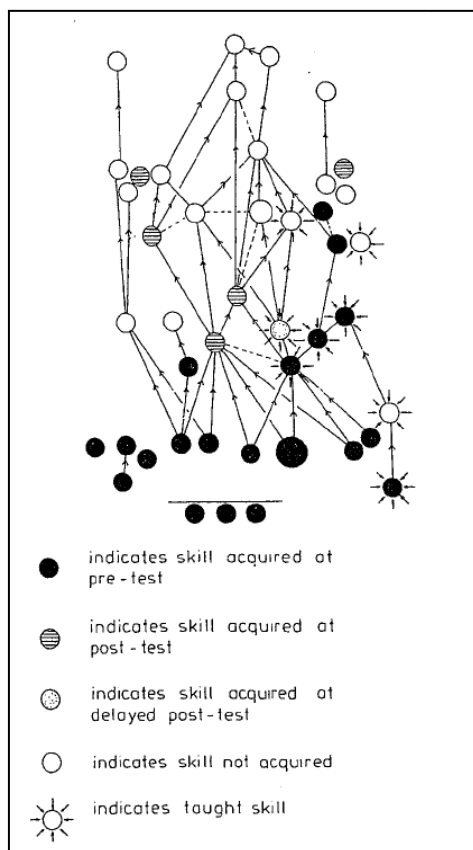 indicates skill acquired at
pre-test
indicates skill acquired at
post-test
indicates skill acquired at
delayed post-test
indicates skill not acquired
indicates taught skill